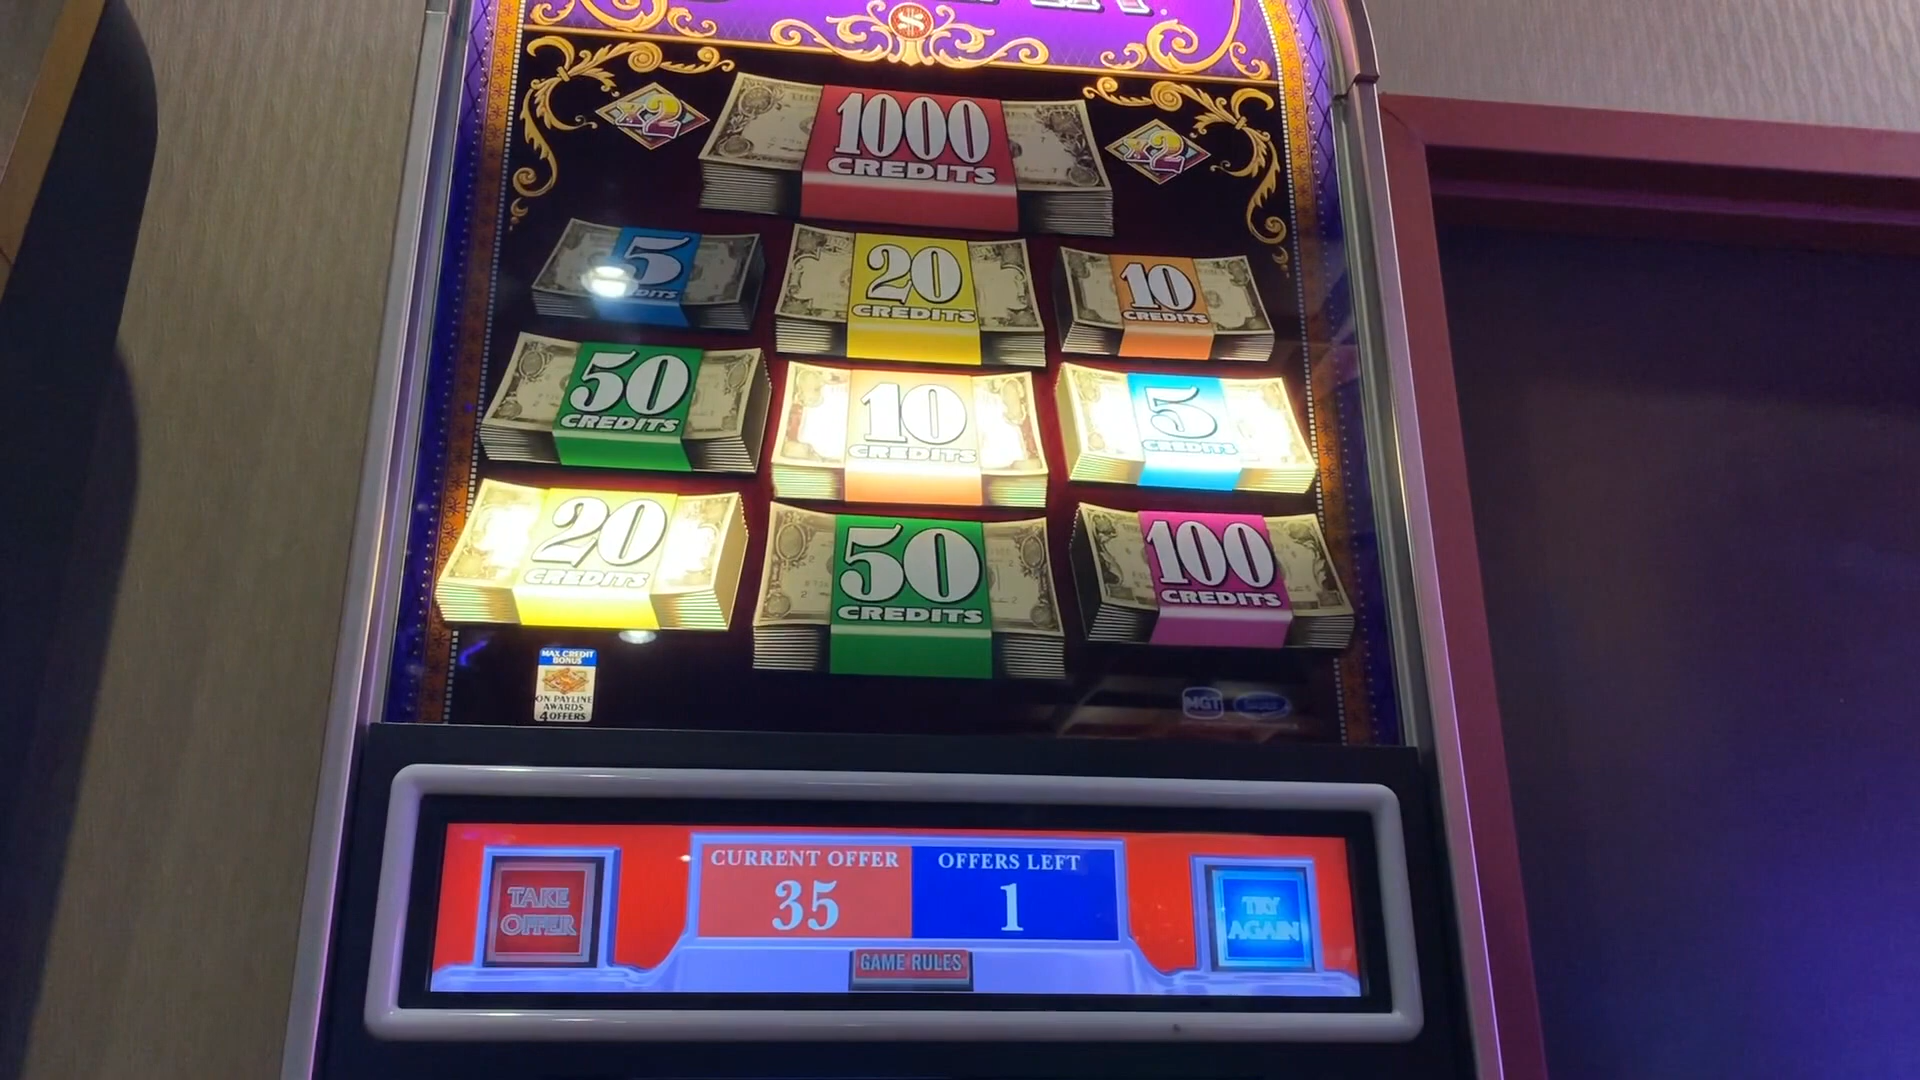 x2
1000
CREDITS
x2
5
20
CREDITS
10
CREDITS
50
CREDITS
10
CREDITS
5
CREDITS
20
CREDITS
50
CREDITS
100
CREDITS
MAX CREDIT
BONUS
ON PAYLINE
AWARDS
4 OFFERS
MGT
TAKE
OFFER
CURRENT OFFER
35
OFFERS LEFT
1
TRY
AGAIN
GAME RULES